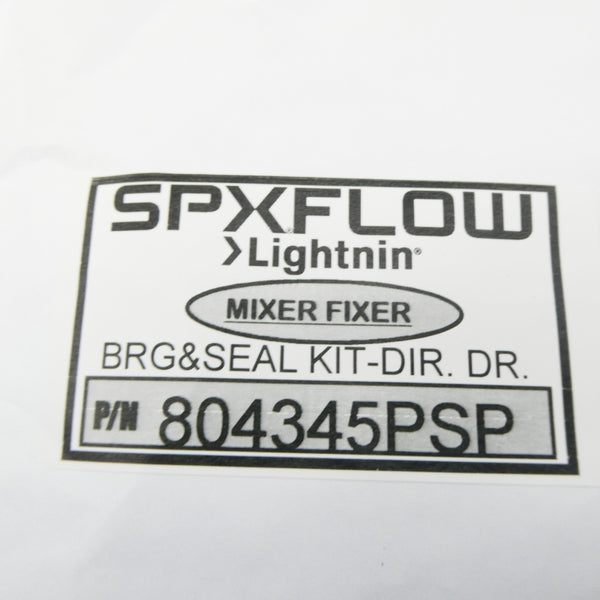 SPXFLOW
Lightnin®
MIXER FIXER
BRG&SEAL KIT-DIR. DR.
P/N 804345PSP